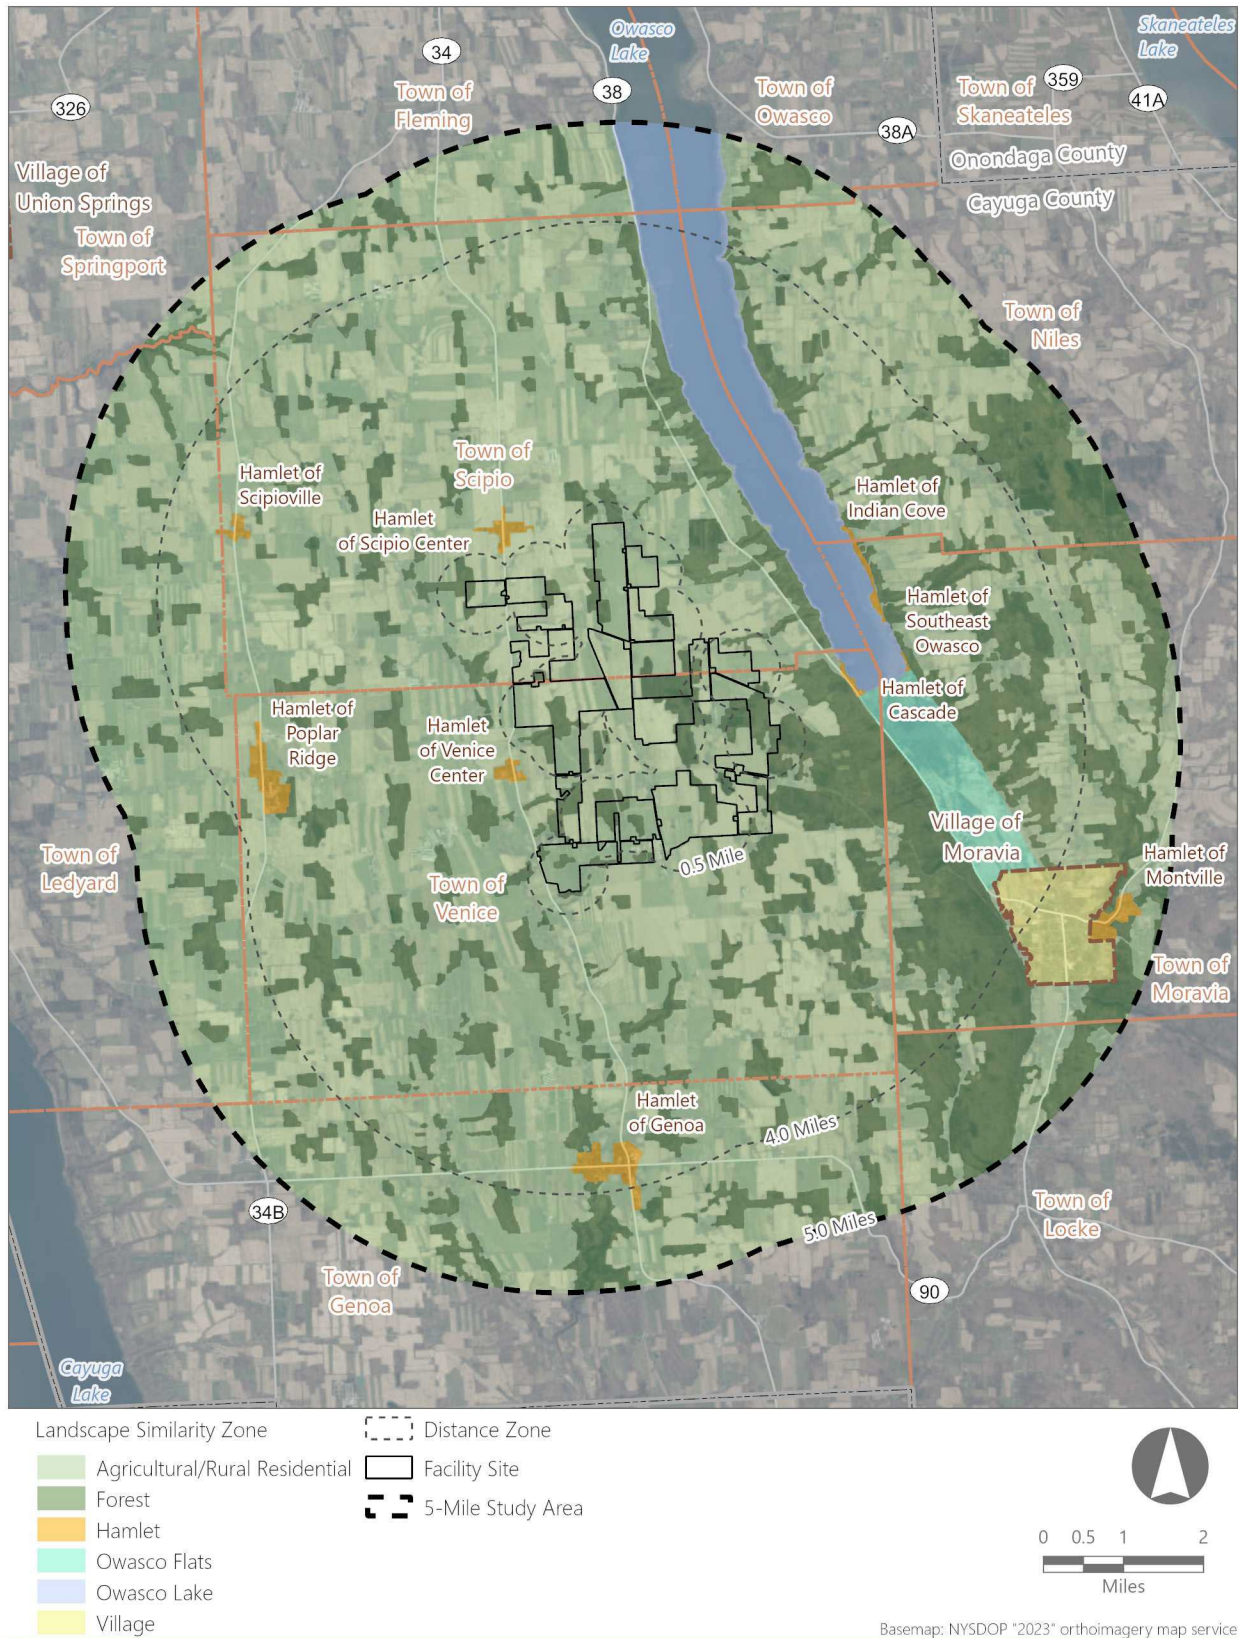 Owasco
Lake
Skaneateles
Lake
34
38
326
359
41A
38A
Town of
Fleming
Town of
Owasco
Town of
Skaneateles
Onondaga County
Cayuga County
Village of
Union Springs
Town of
Springport
Town of
Niles
Town of
Scipio
Hamlet of
Scipioville
Hamlet
of Scipio Center
Hamlet of
Indian Cove
Hamlet of
Southeast
Owasco
Hamlet of
Cascade
Hamlet of
Poplar
Ridge
Hamlet
of Venice
Center
Village of
Moravia
Hamlet of
Montville
Town of
Ledyard
0.5 Mile
Town of
Venice
Town of
Moravia
Hamlet
of Genoa
4.0 Miles
5.0 Miles
34B
Town of
Locke
Town of
Genoa
90
Cayuga
Lake
Landscape Similarity Zone
Agricultural/Rural Residential
Forest
Hamlet
Owasco Flats
Owasco Lake
Village
Distance Zone
Facility Site
5-Mile Study Area
0 0.5 1 2
Miles
Basemap: NYSDOP "2023" orthoimagery map service